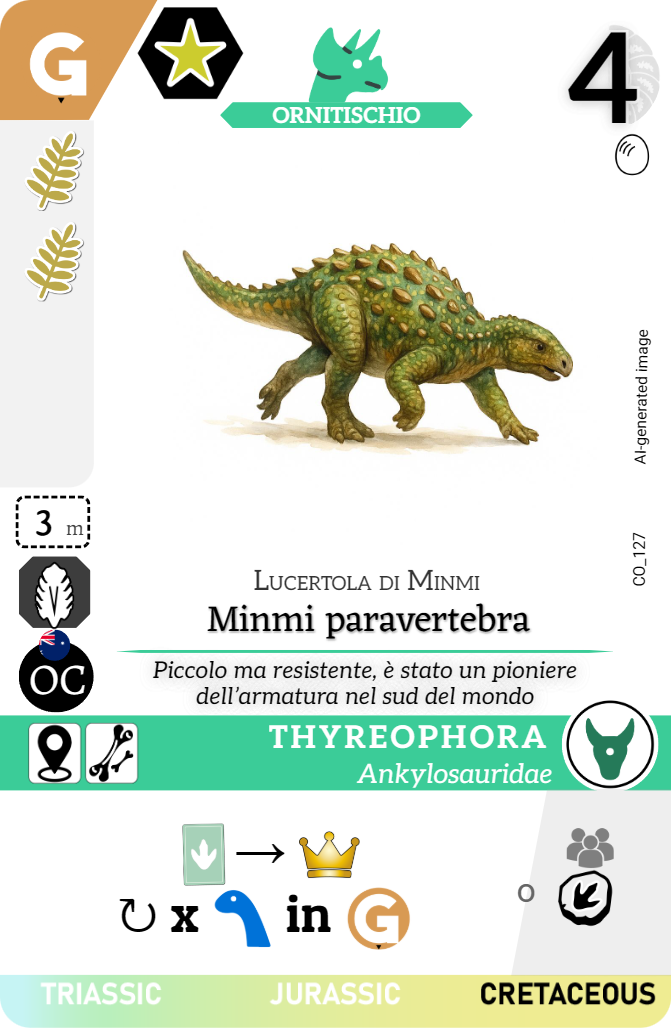 G
4
ORNITISCHIO
AI-generated image
3 m
CO_127
Lucertola di Minmi
Minmi paravertebra
OC
Piccolo ma resistente, è stato un pioniere
dell'armatura nel sud del mondo
THYREOPHORA
Ankylosauridae
x in G
o
TRIASSIC JURASSIC CRETACEOUS